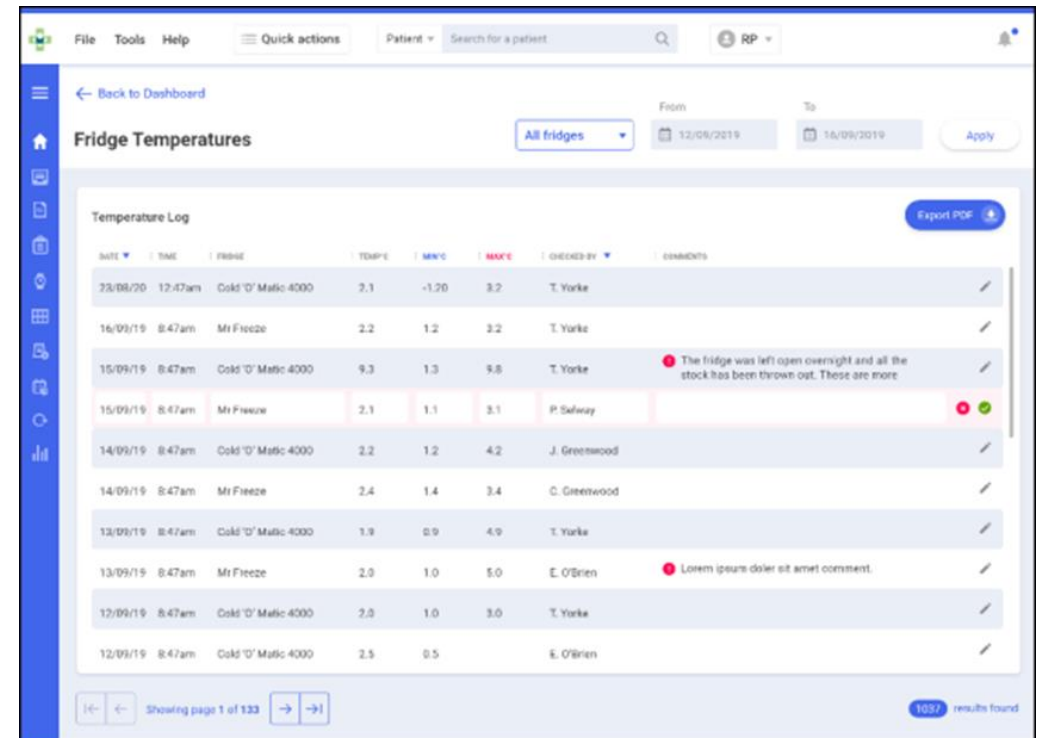 File Tools Help Quick actions Patient Search for a patient RP
Back to Dashboard
Fridge Temperatures
From To
All fridges 12/09/2019 16/09/2019 Apply
Temperature Log Export PDF
DATE TIME FRIDGE TEMP°C MIN°C MAX°C CHECKED BY COMMENTS
23/08/20 12:47am Cold 'O' Matic 4000 2.1 -1.20 3.2 T. Yorke
16/09/19 8:47am Mr Freeze 2.2 1.2 3.2 T. Yorke
15/09/19 8:47am Cold 'O' Matic 4000 9.3 1.3 9.8 T. Yorke The fridge was left open overnight and all the
stock has been thrown out. These are more
15/09/19 8:47am Mr Freeze 2.1 1.1 3.1 P. Selway
14/09/19 8:47am Cold 'O' Matic 4000 2.2 1.2 4.2 J. Greenwood
14/09/19 8:47am Mr Freeze 2.4 1.4 3.4 C. Greenwood
13/09/19 8:47am Cold 'O' Matic 4000 1.9 0.9 4.9 T. Yorke
13/09/19 8:47am Mr Freeze 2.0 1.0 5.0 E. O'Brien Lorem ipsum doler sit amet comment.
12/09/19 8:47am Cold 'O' Matic 4000 2.0 1.0 3.0 T. Yorke
12/09/19 8:47am Cold 'O' Matic 4000 2.5 0.5 E. O'Brien
Showing page 1 of 133 1037 results found